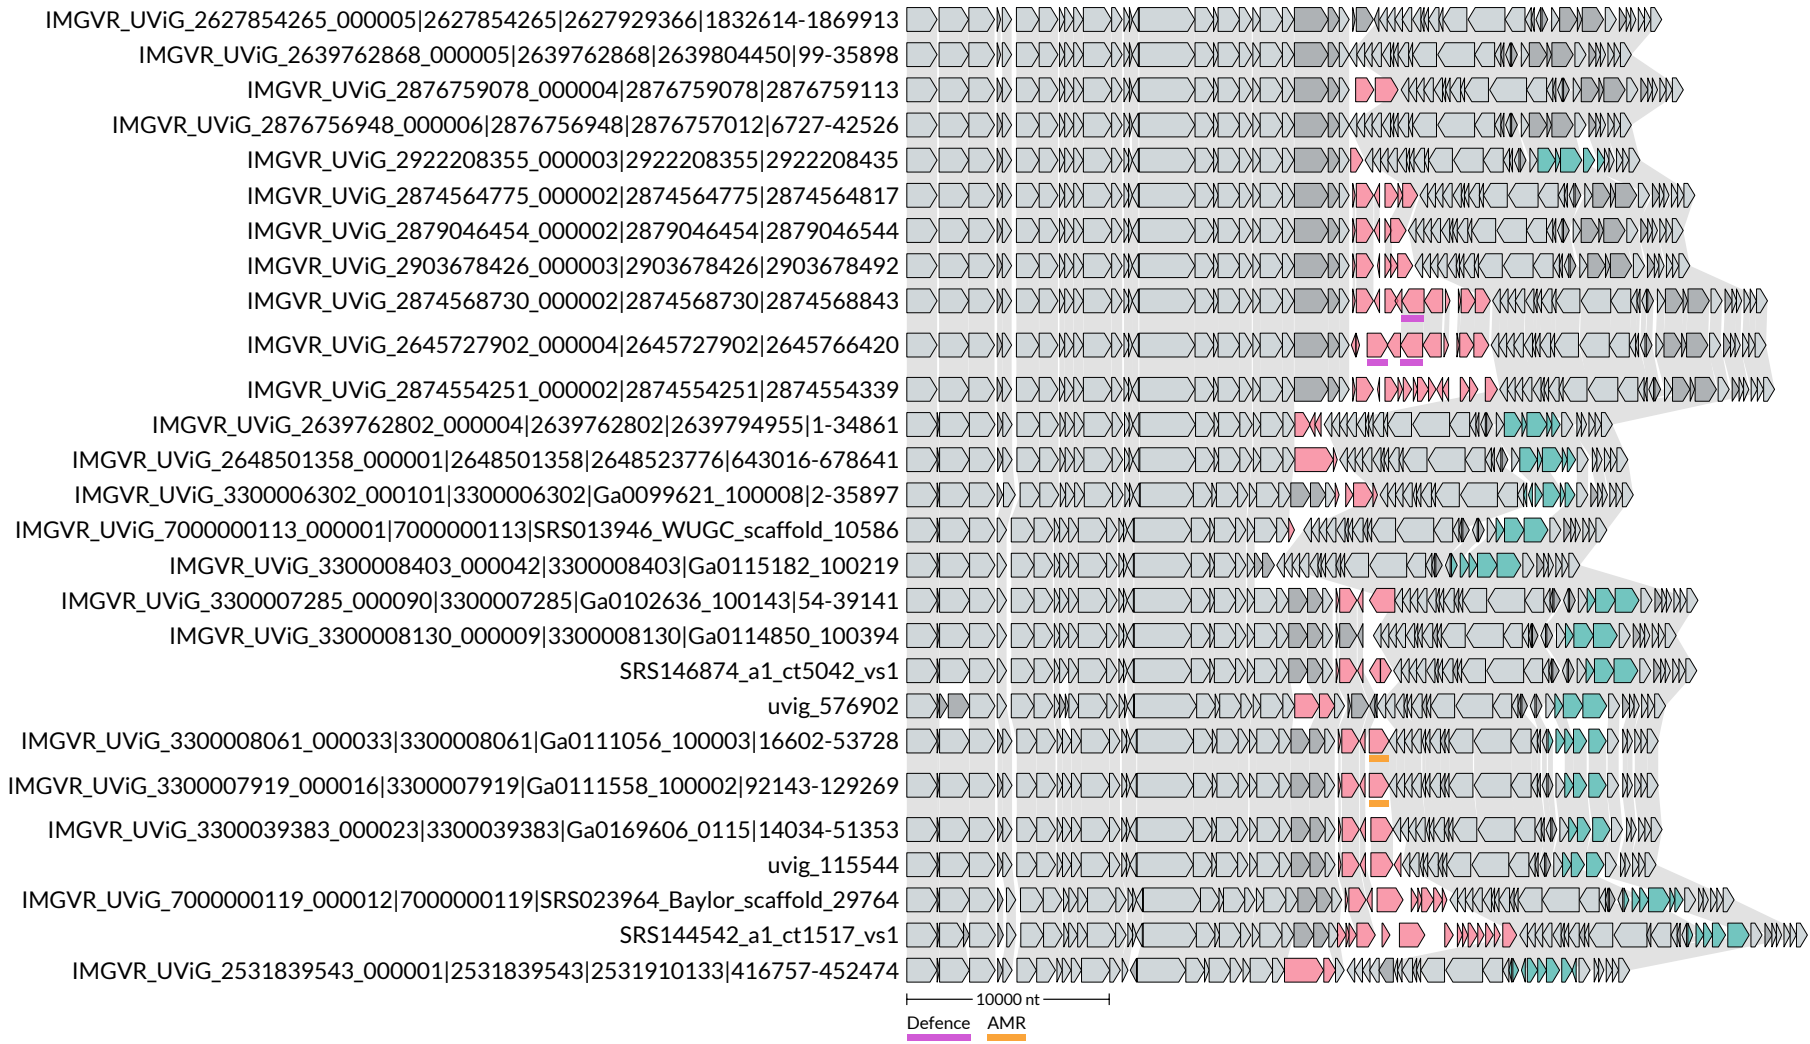 IMGVR_UViG_2627854265_000005|2627854265|2627929366|1832614-1869913
IMGVR_UViG_2639762868_000005|2639762868|2639804450|99-35898
IMGVR_UViG_2876759078_000004|2876759078|2876759113
IMGVR_UViG_2876756948_000006|2876756948|2876757012|6727-42526
IMGVR_UViG_2922208355_000003|2922208355|2922208435
IMGVR_UViG_2874564775_000002|2874564775|2874564817
IMGVR_UViG_2879046454_000002|2879046454|2879046544
IMGVR_UViG_2903678426_000003|2903678426|2903678492
IMGVR_UViG_2874568730_000002|2874568730|2874568843
IMGVR_UViG_2645727902_000004|2645727902|2645766420
IMGVR_UViG_2874554251_000002|2874554251|2874554339
IMGVR_UViG_2639762802_000004|2639762802|2639794955|1-34861
IMGVR_UViG_2648501358_000001|2648501358|2648523776|643016-678641
IMGVR_UViG_3300006302_000101|3300006302|Ga0099621_100008|2-35897
IMGVR_UViG_7000000113_000001|7000000113|SRS013946_WUGC_scaffold_10586
IMGVR_UViG_3300008403_000042|3300008403|Ga0115182_100219
IMGVR_UViG_3300007285_000090|3300007285|Ga0102636_100143|54-39141
IMGVR_UViG_3300008130_000009|3300008130|Ga0114850_100394
SRS146874_a1_ct5042_vs1
uvig_576902
IMGVR_UViG_3300008061_000033|3300008061|Ga0111056_100003|16602-53728
IMGVR_UViG_3300007919_000016|3300007919|Ga0111558_100002|92143-129269
IMGVR_UViG_3300039383_000023|3300039383|Ga0169606_0115|14034-51353
uvig_115544
IMGVR_UViG_7000000119_000012|7000000119|SRS023964_Baylor_scaffold_29764
SRS144542_a1_ct1517_vs1
IMGVR_UViG_2531839543_000001|2531839543|2531910133|416757-452474
10000 nt
Defence AMR